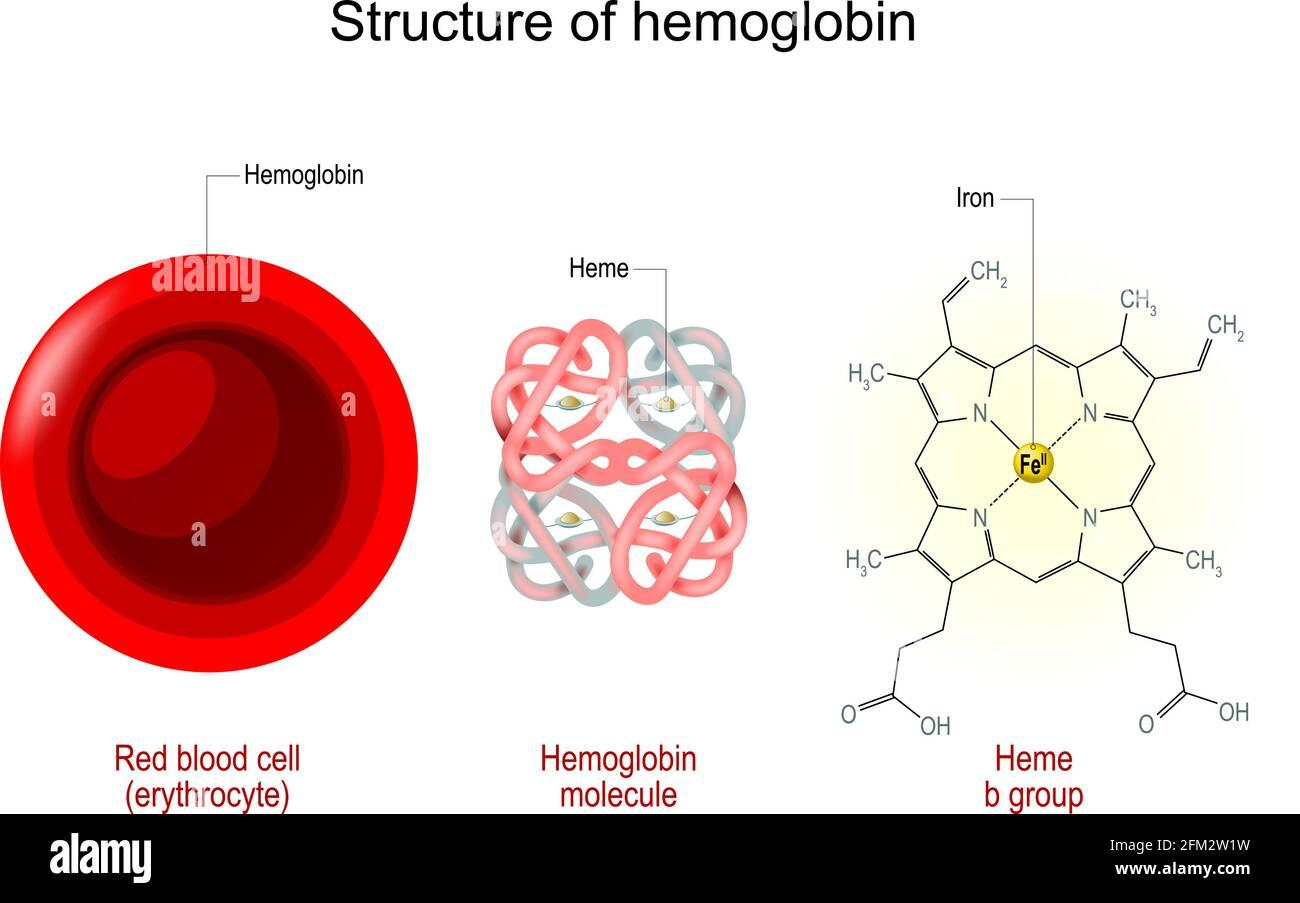 Structure of hemoglobin
Hemoglobin
Heme
Iron
CH₂
CH₃
CH₂
H₃C
N
N
Feᴵᴵ
N
N
H₃C
CH₃
O
OH
O
OH
Red blood cell
(erythrocyte)
Hemoglobin
molecule
Heme
b group
alamy
a
a
a
a
alamy
alamy
Image ID: 2FM2W1W
www.alamy.com